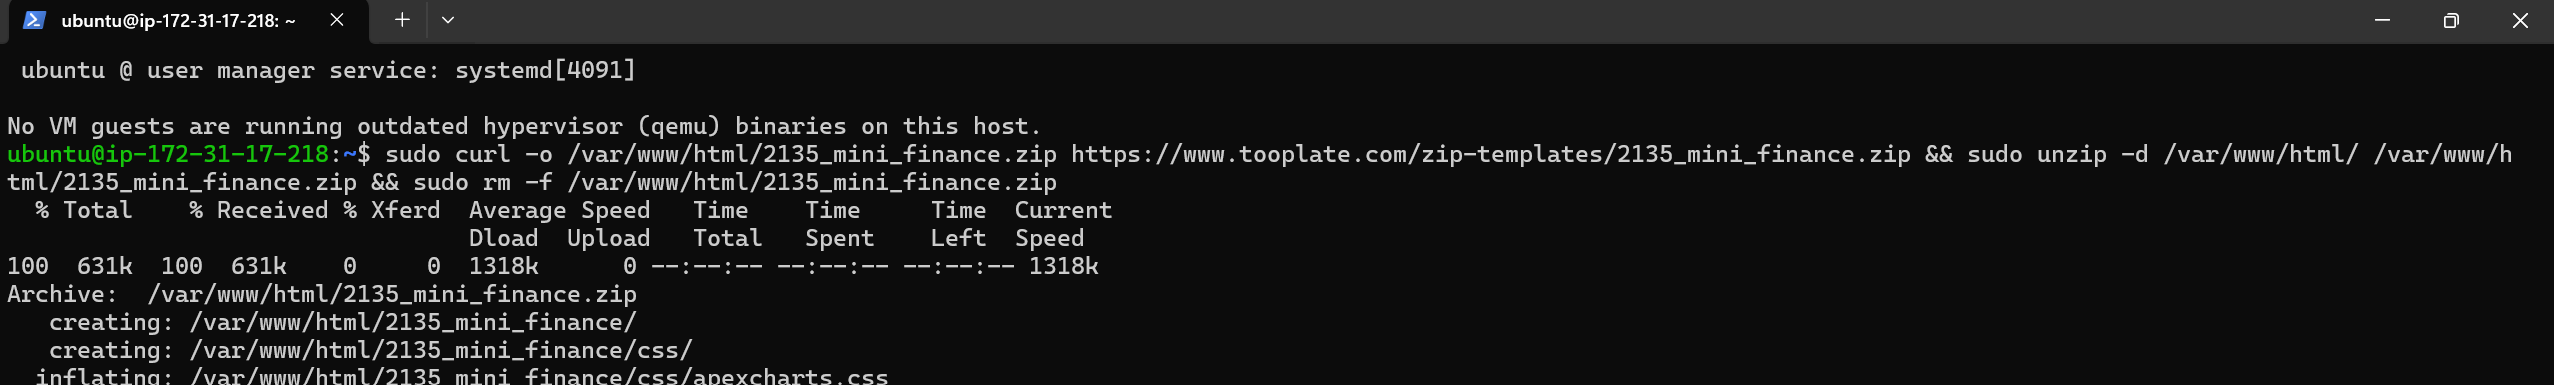 ubuntu@ip-172-31-17-218: ~
ubuntu @ user manager service: systemd[4091]
No VM guests are running outdated hypervisor (qemu) binaries on this host.
ubuntu@ip-172-31-17-218:~$ sudo curl -o /var/www/html/2135_mini_finance.zip https://www.tooplate.com/zip-templates/2135_mini_finance.zip && sudo unzip -d /var/www/html/ /var/www/h
tml/2135_mini_finance.zip && sudo rm -f /var/www/html/2135_mini_finance.zip
% Total % Received % Xferd Average Speed Time Time Time Current
Dload Upload Total Spent Left Speed
100 631k 100 631k 0 0 1318k 0 --:--:-- --:--:-- --:--:-- 1318k
Archive: /var/www/html/2135_mini_finance.zip
creating: /var/www/html/2135_mini_finance/
creating: /var/www/html/2135_mini_finance/css/
inflating: /var/www/html/2135_mini_finance/css/apexcharts.css